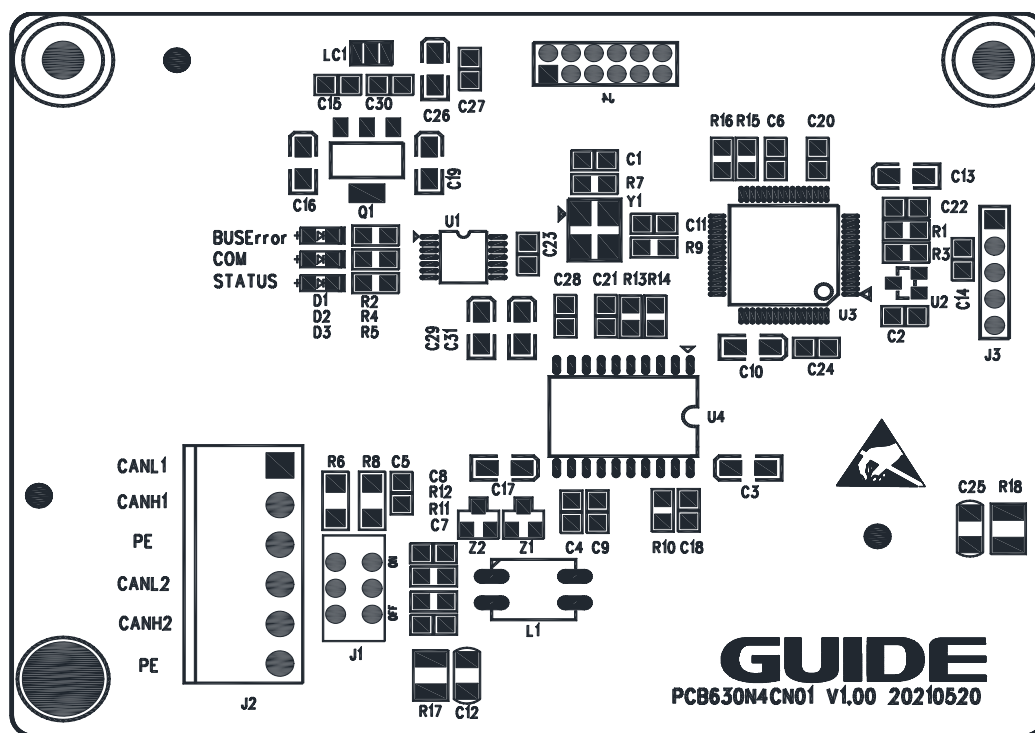 LC1
C15
C30
C26
C27
R16
R15
C6
C20
C1
R7
Y1
C13
C16
Q1
C19
U1
C23
C11
R9
C22
R1
R3
BUSError
COM
STATUS
D1
D2
D3
R2
R4
R5
C28
C21
R13
R14
U3
U2
C14
C2
J3
C29
C31
C10
C24
U4
CANL1
CANH1
PE
CANL2
CANH2
PE
R6
R8
C5
C8
R12
R11
C7
C17
C3
Z2
Z1
C4
C9
R10
C18
C25
R18
ON
OFF
J1
L1
J2
R17
C12
GUIDE
PCB630N4CN01 V1.00 20210520